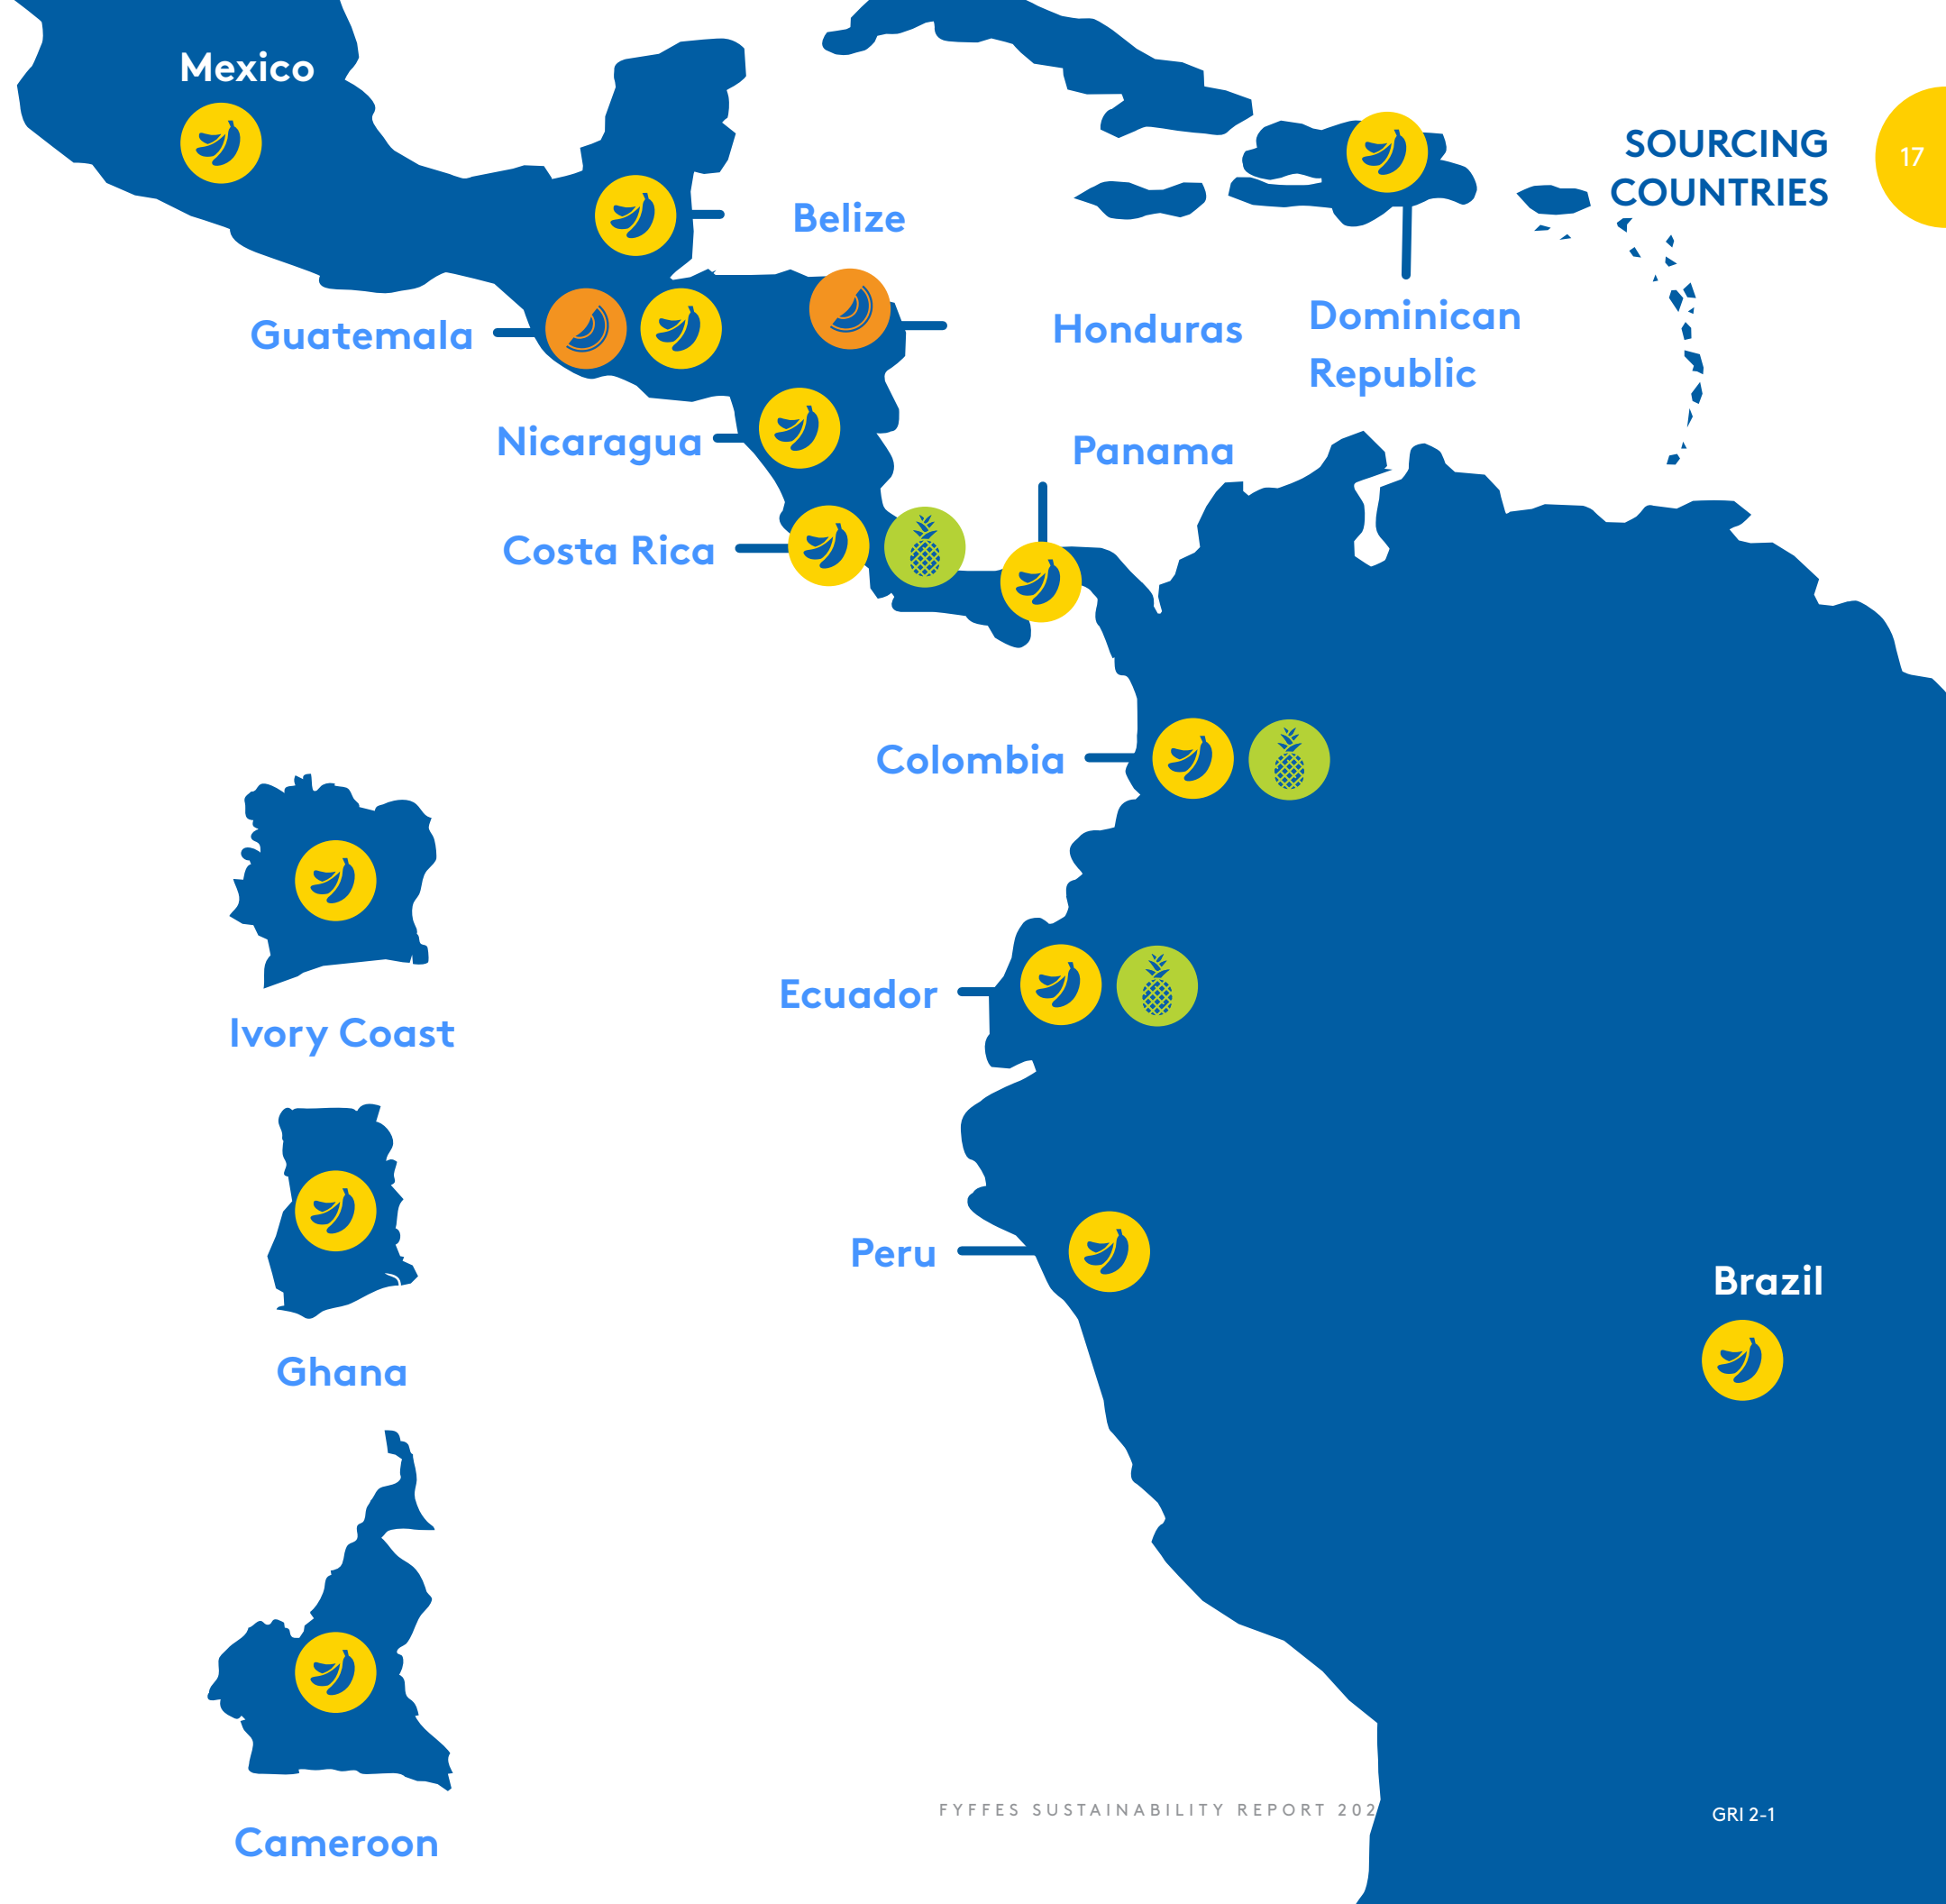 Mexico
SOURCING
COUNTRIES
17
Belize
Guatemala
Honduras
Dominican
Republic
Nicaragua
Panama
Costa Rica
Colombia
Ecuador
Ivory Coast
Peru
Brazil
Ghana
Cameroon
FYFFES SUSTAINABILITY REPORT 202
GRI 2-1